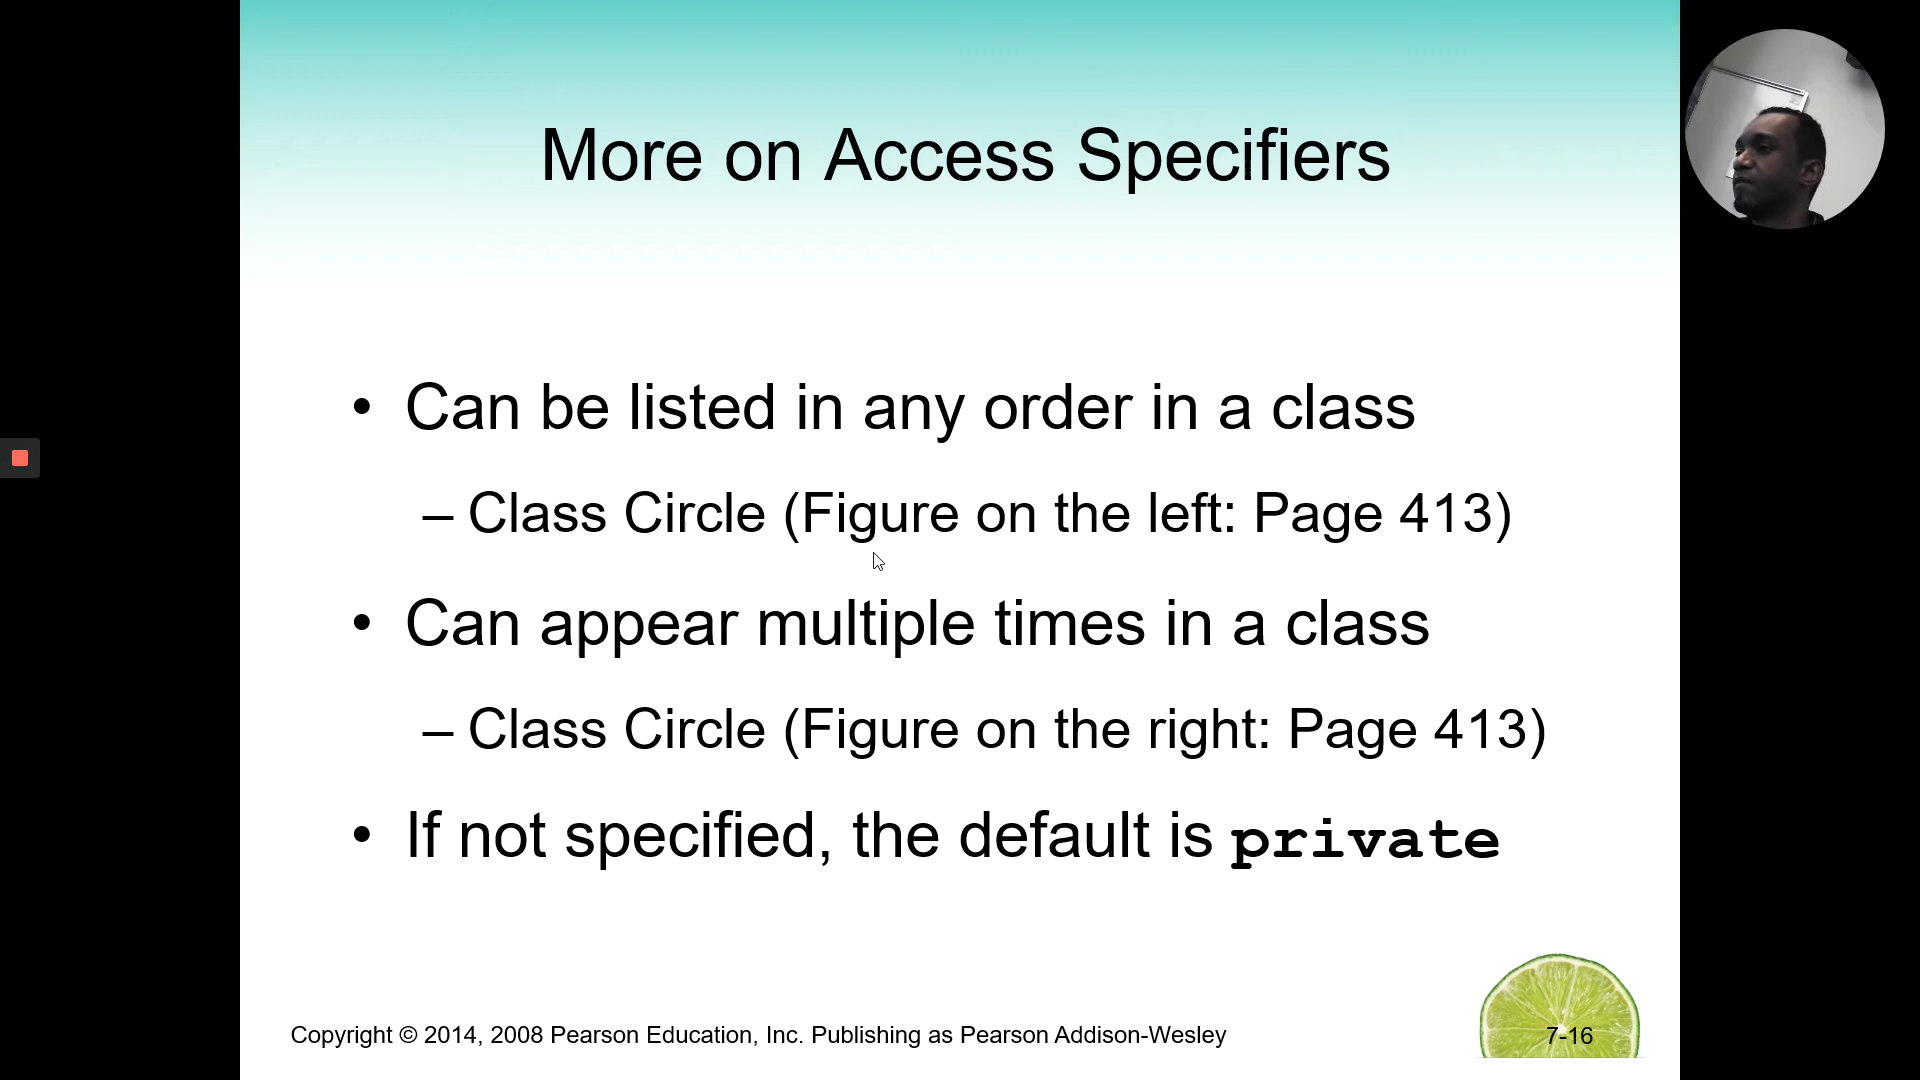 More on Access Specifiers
• Can be listed in any order in a class
– Class Circle (Figure on the left: Page 413)
• Can appear multiple times in a class
– Class Circle (Figure on the right: Page 413)
• If not specified, the default is private
Copyright © 2014, 2008 Pearson Education, Inc. Publishing as Pearson Addison-Wesley
7-16